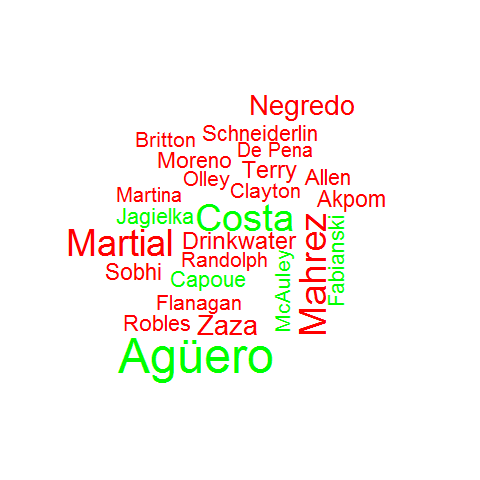 Negredo
Britton Schneiderlin
De Pena
Moreno Terry
Olley Clayton Allen
Martina Akpom
Jagielka Costa
Martial Drinkwater
Sobhi Randolph
Capoue McAuley Mahrez Fabianski
Flanagan
Robles Zaza
Agüero